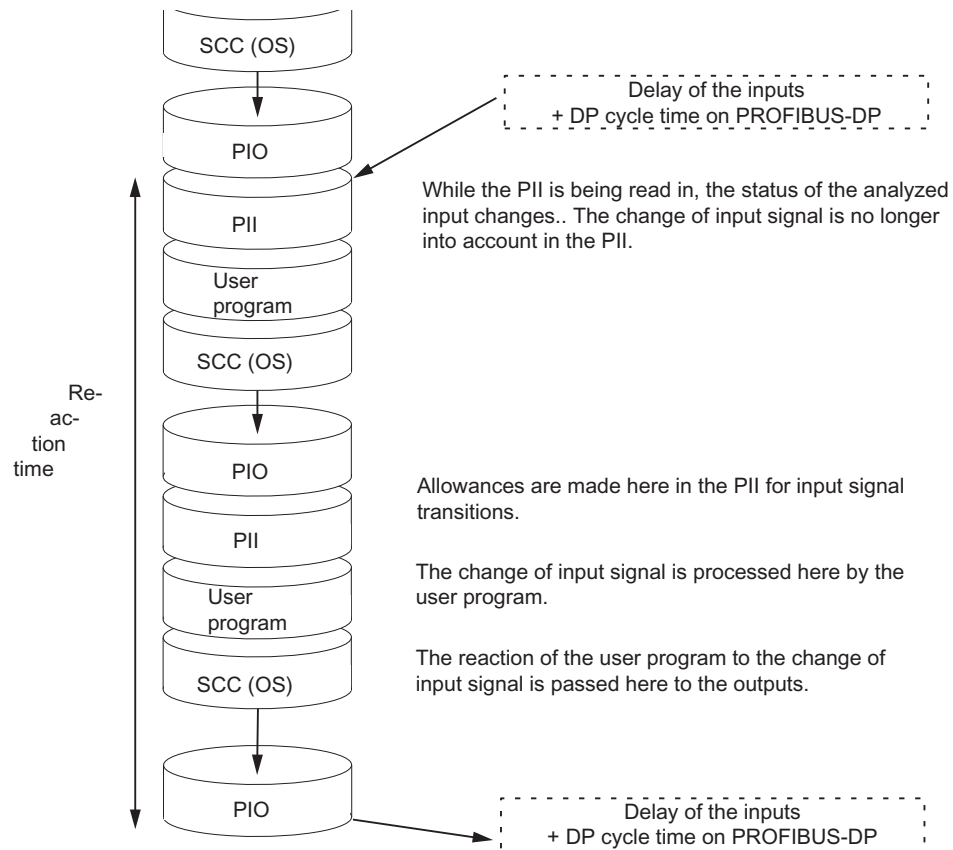 SCC (OS)
Delay of the inputs
+ DP cycle time on PROFIBUS-DP
PIO
While the PII is being read in, the status of the analyzed
input changes.. The change of input signal is no longer
into account in the PII.
PII
User
program
SCC (OS)
Re-
ac-
tion
time
PIO
Allowances are made here in the PII for input signal
transitions.
PII
The change of input signal is processed here by the
user program.
User
program
The reaction of the user program to the change of
input signal is passed here to the outputs.
SCC (OS)
PIO
Delay of the inputs
+ DP cycle time on PROFIBUS-DP